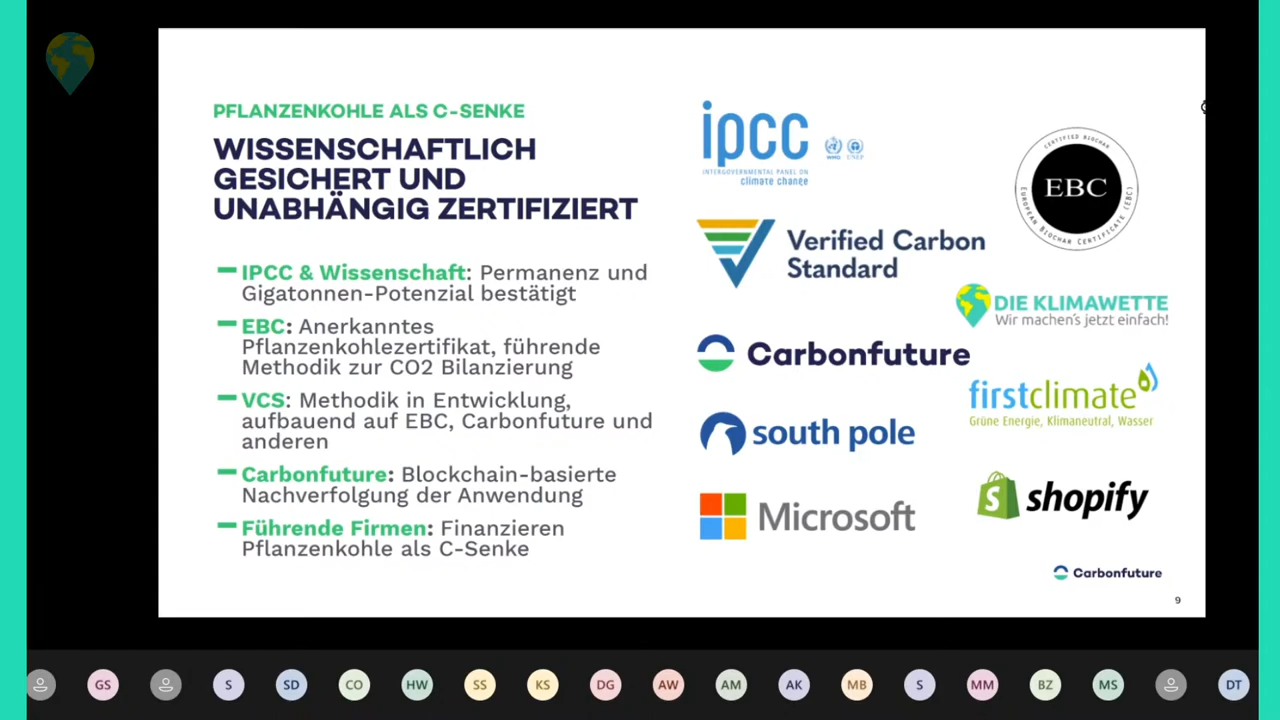 PFLANZENKOHLE ALS C-SENKE
WISSENSCHAFTLICH
GESICHERT UND
UNABHÄNGIG ZERTIFIZIERT
IPCC & Wissenschaft: Permanenz und
Gigatonnen-Potenzial bestätigt
EBC: Anerkanntes
Pflanzenkohlezertifikat, führende
Methodik zur CO2 Bilanzierung
VCS: Methodik in Entwicklung,
aufbauend auf EBC, Carbonfuture und
anderen
Carbonfuture: Blockchain-basierte
Nachverfolgung der Anwendung
Führende Firmen: Finanzieren
Pflanzenkohle als C-Senke
ipcc
INTERGOVERNMENTAL PANEL ON
climate change
WMO UNEP
CERTIFIED BIOCHAR
EBC
EUROPEAN BIOCHAR CERTIFICATE (EBC)
Verified Carbon
Standard
DIE KLIMAWETTE
Wir machen's jetzt einfach!
Carbonfuture
firstclimate
Grüne Energie, Klimaneutral, Wasser
south pole
Microsoft
shopify
Carbonfuture
9
GS S SD CO HW SS KS DG AW AM AK MB S MM BZ MS DT